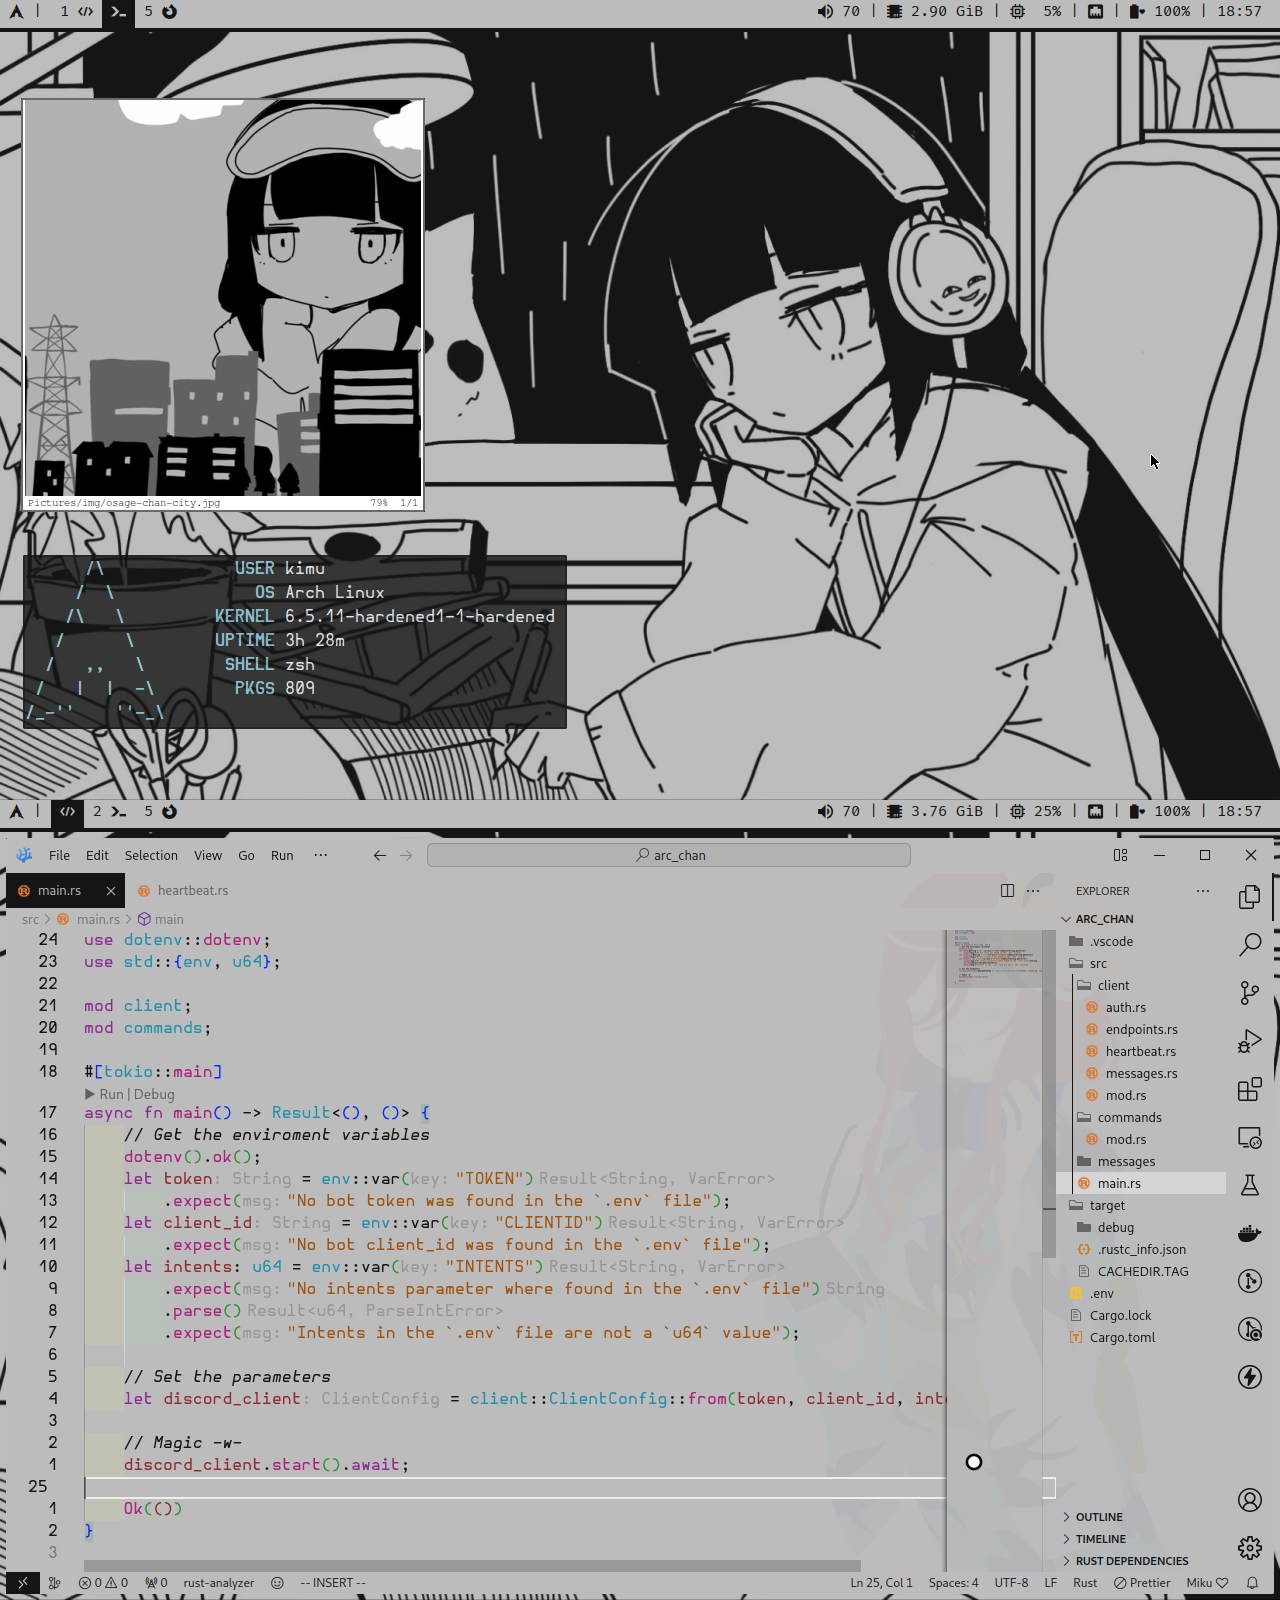 1 5 70 | 2.90 GiB | 5% | | 100% | 18:57
Pictures/img/osage-chan-city.jpg 79% 1/1
/\ USER kimu
/ \ OS Arch Linux
/\ \ KERNEL 6.5.11-hardened1-1-hardened
/ \ UPTIME 3h 28m
/ ,, \ SHELL zsh
/ | | -\ PKGS 809
/_-'' ''-_\
| 2 5 70 | 3.76 GiB | 25% | | 100% | 18:57
File Edit Selection View Go Run ··· arc_chan
main.rs heartbeat.rs
src > main.rs > main
24 use dotenv::dotenv;
23 use std::{env, u64};
22
21 mod client;
20 mod commands;
19
18 #[tokio::main]
Run | Debug
17 async fn main() -> Result<(), ()> {
16 // Get the enviroment variables
15 dotenv().ok();
14 let token: String = env::var(key: "TOKEN") Result<String, VarError>
13 .expect(msg: "No bot token was found in the `.env` file");
12 let client_id: String = env::var(key: "CLIENTID") Result<String, VarError>
11 .expect(msg: "No bot client_id was found in the `.env` file");
10 let intents: u64 = env::var(key: "INTENTS") Result<String, VarError>
9 .expect(msg: "No intents parameter where found in the `.env` file") String
8 .parse() Result<u64, ParseIntError>
7 .expect(msg: "Intents in the `.env` file are not a `u64` value");
6
5 // Set the parameters
4 let discord_client: ClientConfig = client::ClientConfig::from(token, client_id, inte
3
2 // Magic -w-
1 discord_client.start().await;
25
1 Ok(())
2 }
3
EXPLORER ···
ARC_CHAN
.vscode
src
client
auth.rs
endpoints.rs
heartbeat.rs
messages.rs
mod.rs
commands
mod.rs
messages
main.rs
target
debug
.rustc_info.json
CACHEDIR.TAG
.env
Cargo.lock
Cargo.toml
OUTLINE
TIMELINE
RUST DEPENDENCIES
0 0 0 rust-analyzer -- INSERT -- Ln 25, Col 1 Spaces: 4 UTF-8 LF Rust Prettier Miku ♡